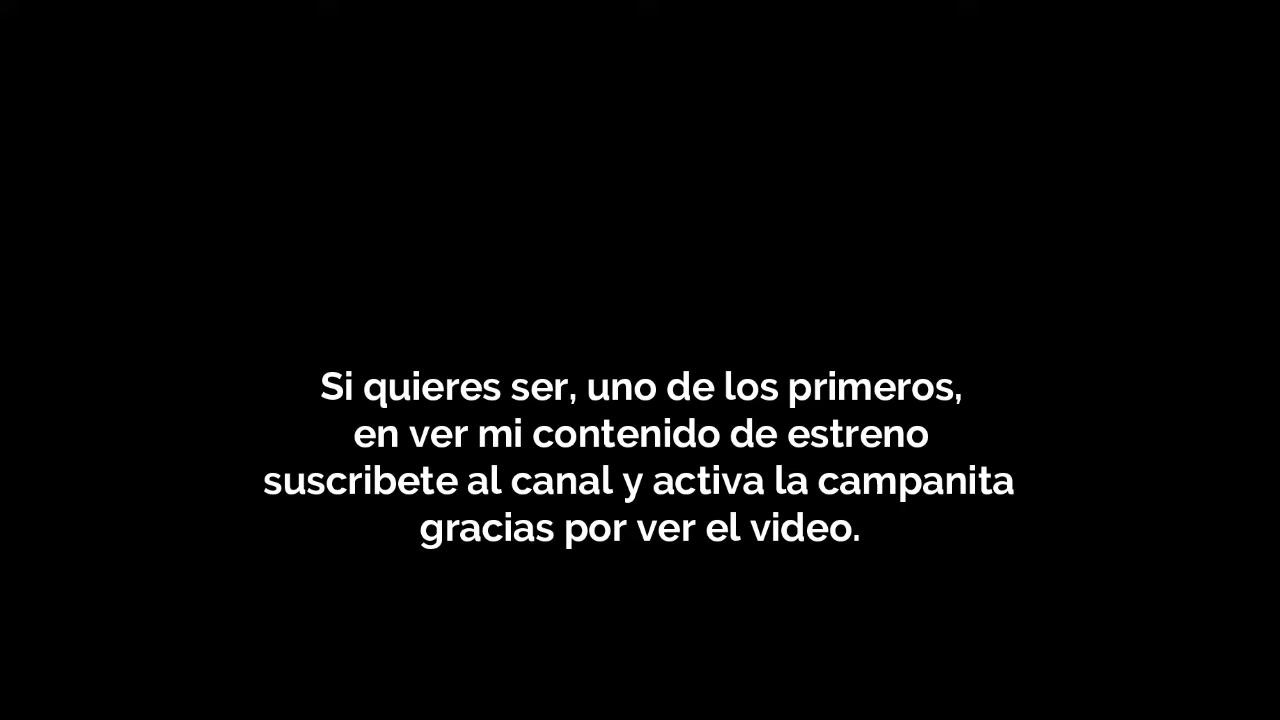 Si quieres ser, uno de los primeros,
en ver mi contenido de estreno
suscribete al canal y activa la campanita
gracias por ver el video.